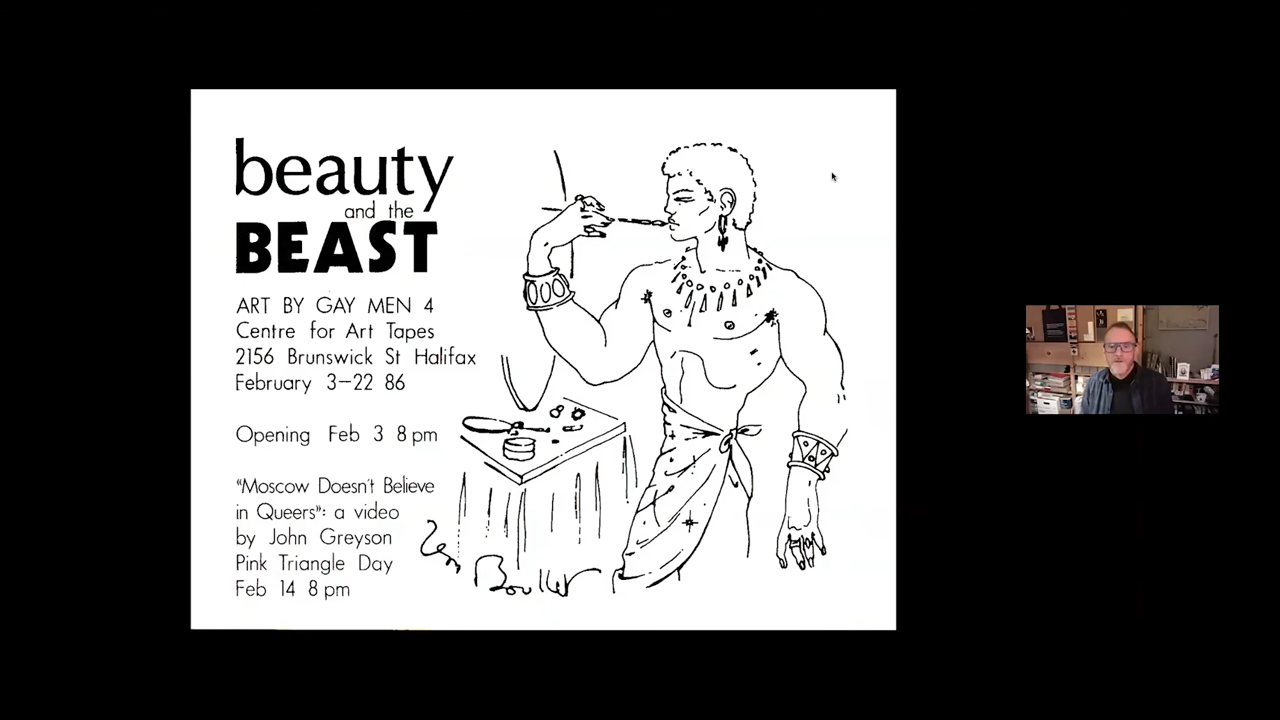 beauty
and the
BEAST
ART BY GAY MEN 4
Centre for Art Tapes
2156 Brunswick St Halifax
February 3–22 86
Opening Feb 3 8 pm
"Moscow Doesn't Believe
in Queers": a video
by John Greyson
Pink Triangle Day
Feb 14 8 pm